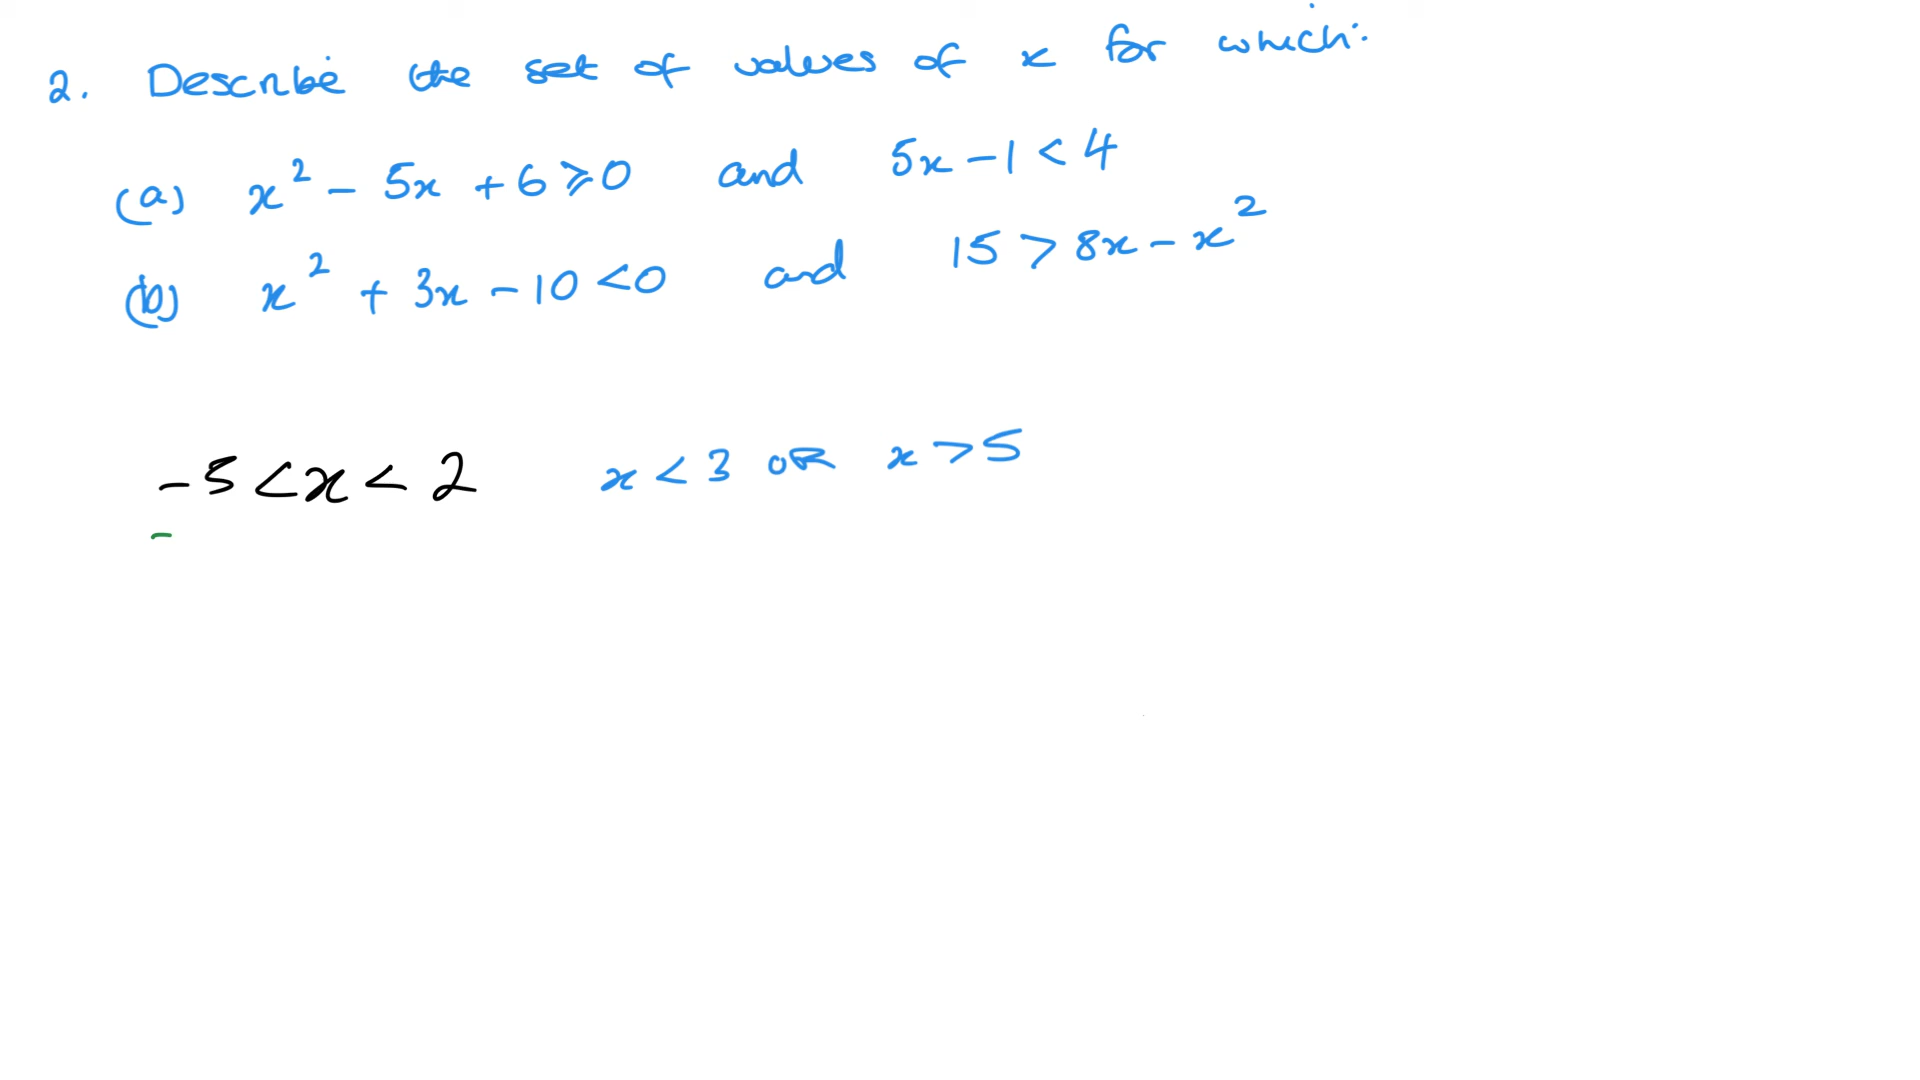 2. Describe the set of values of x for which:
(a) x² - 5x + 6 ⩾ 0 and 5x - 1 < 4
(b) x² + 3x - 10 < 0 and 15 > 8x - x²
-5 < x < 2 x < 3 OR x > 5
-